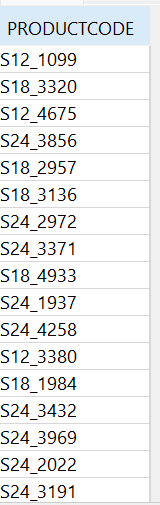 PRODUCTCODE
S12_1099
S18_3320
S12_4675
S24_3856
S18_2957
S18_3136
S24_2972
S24_3371
S18_4933
S24_1937
S24_4258
S12_3380
S18_1984
S24_3432
S24_3969
S24_2022
S24_3191